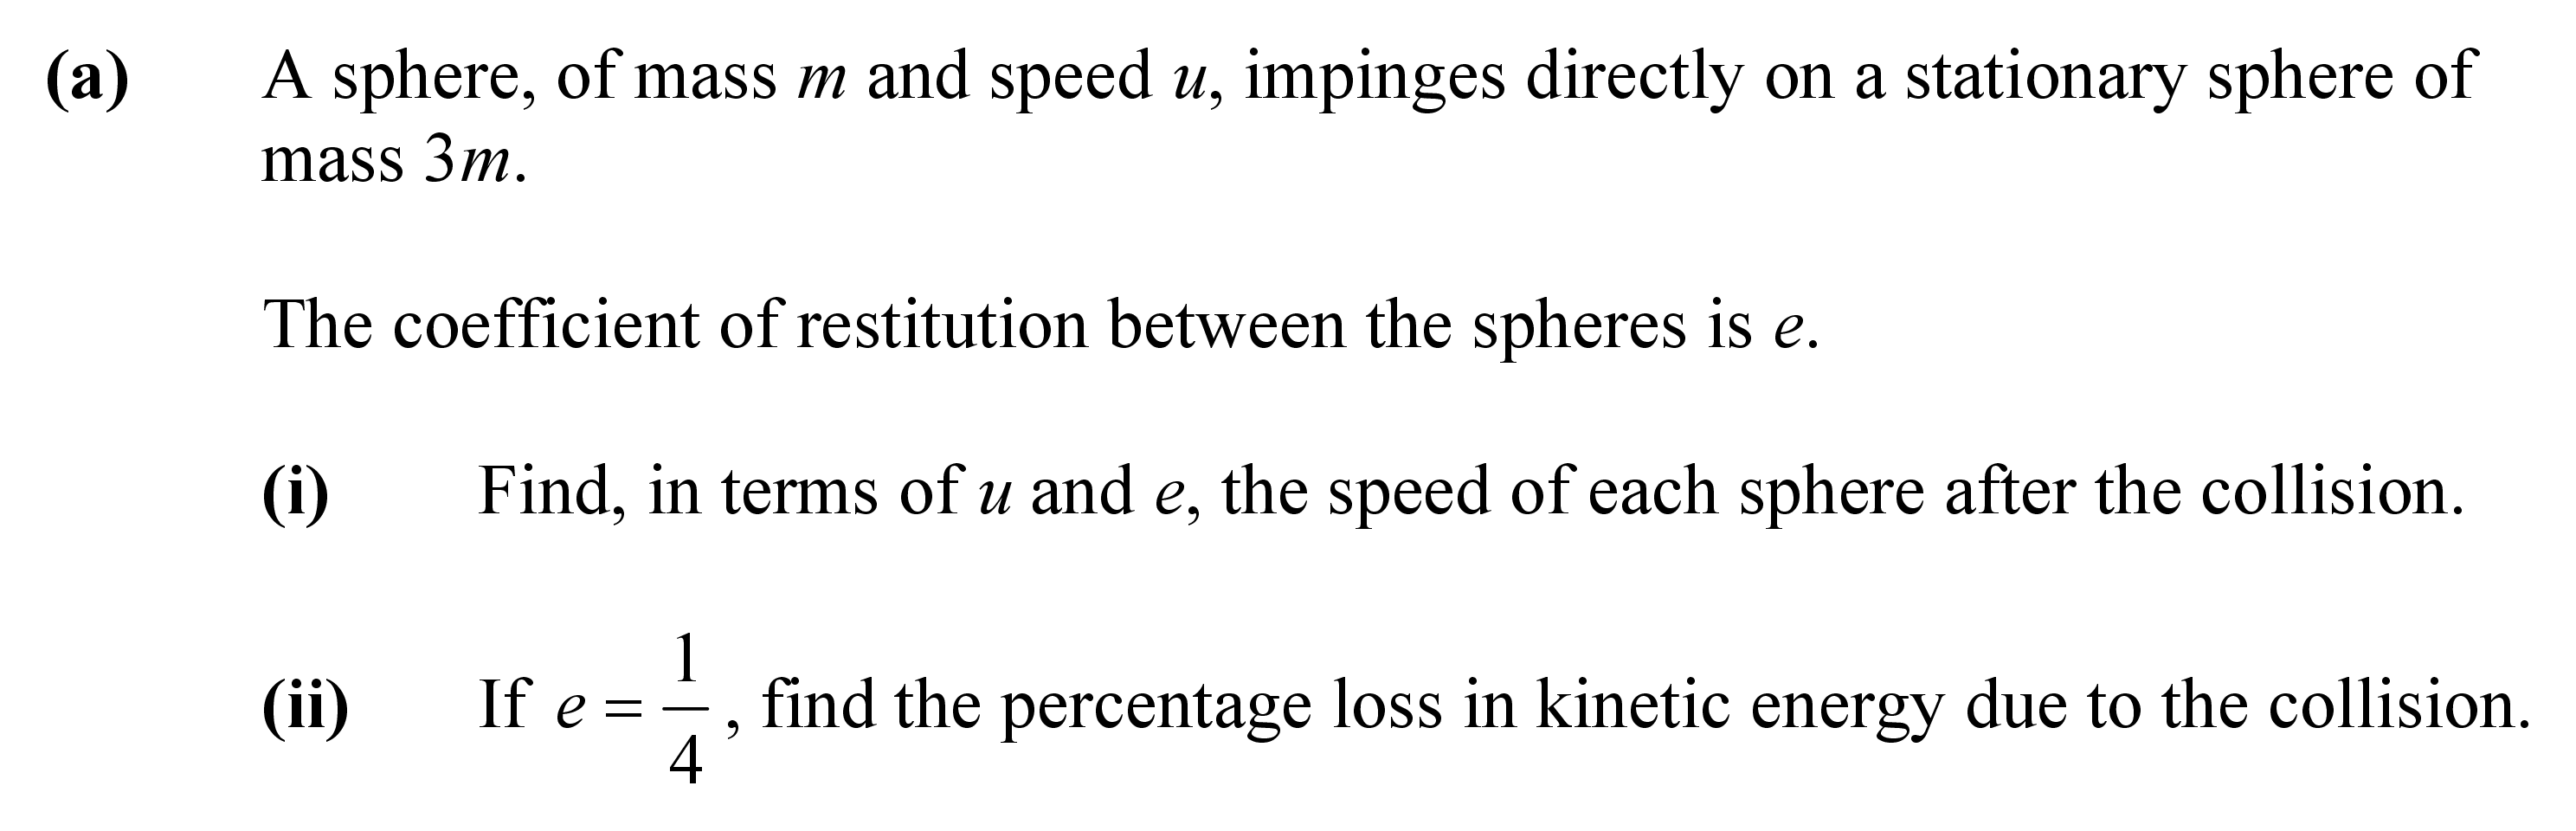 (a) A sphere, of mass m and speed u, impinges directly on a stationary sphere of
mass 3m.
The coefficient of restitution between the spheres is e.
(i) Find, in terms of u and e, the speed of each sphere after the collision.
(ii) If e = 1/4, find the percentage loss in kinetic energy due to the collision.